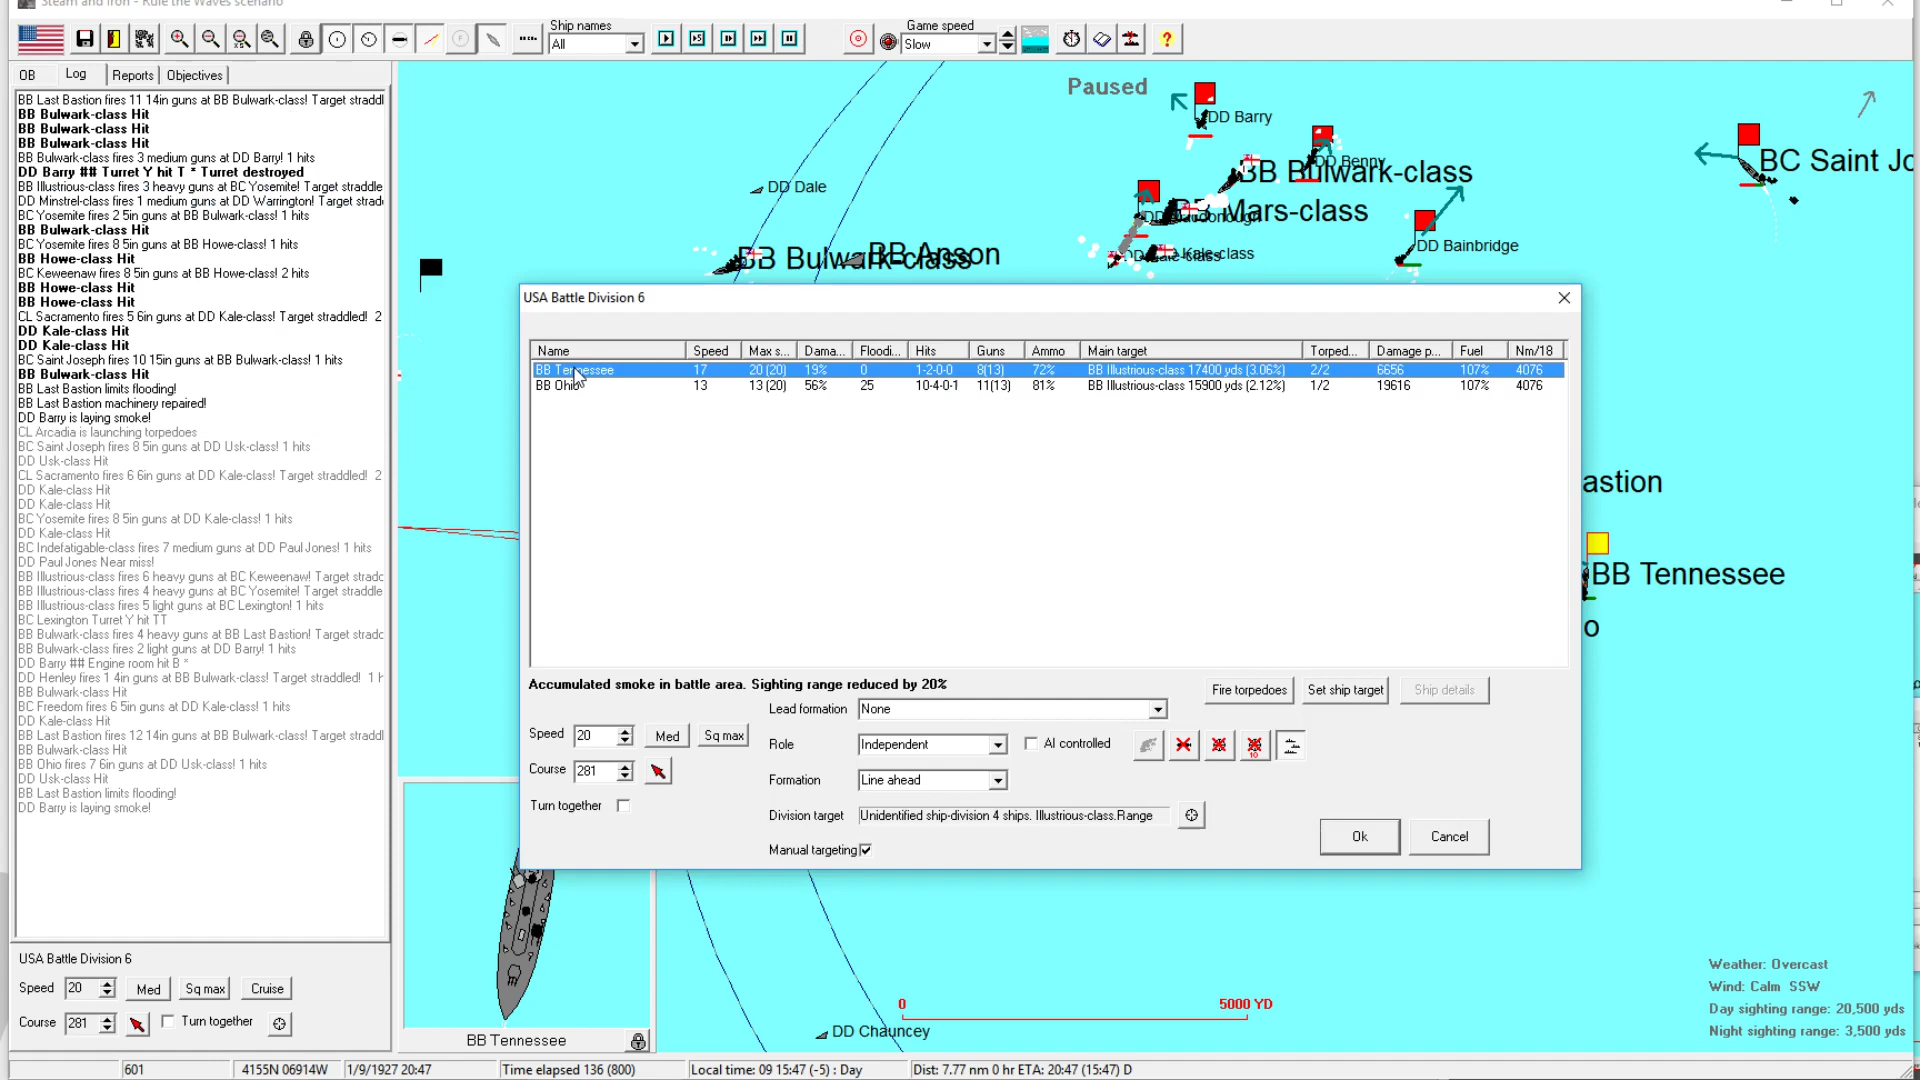 Steam and Iron - Rule the Waves scenario
Ship names
All
Game speed
Slow
OB Log Reports Objectives
BB Last Bastion fires 11 14in guns at BB Bulwark-class! Target straddl
BB Bulwark-class Hit
BB Bulwark-class Hit
BB Bulwark-class Hit
BB Bulwark-class fires 3 medium guns at DD Barry! 1 hits
DD Barry ## Turret Y hit T * Turret destroyed
BB Illustrious-class fires 3 heavy guns at BC Yosemite! Target straddle
DD Minstrel-class fires 1 medium guns at DD Warrington! Target strad
BC Yosemite fires 2 5in guns at BB Bulwark-class! 1 hits
BB Bulwark-class Hit
BC Yosemite fires 8 5in guns at BB Howe-class! 1 hits
BB Howe-class Hit
BC Keweenaw fires 8 5in guns at BB Howe-class! 2 hits
BB Howe-class Hit
BB Howe-class Hit
CL Sacramento fires 5 6in guns at DD Kale-class! Target straddled! 2
DD Kale-class Hit
DD Kale-class Hit
BC Saint Joseph fires 10 15in guns at BB Bulwark-class! 1 hits
BB Bulwark-class Hit
BB Last Bastion limits flooding!
BB Last Bastion machinery repaired!
DD Barry is laying smoke!
CL Arcadia is launching torpedoes
BC Saint Joseph fires 8 5in guns at DD Usk-class! 1 hits
DD Usk-class Hit
CL Sacramento fires 6 6in guns at DD Kale-class! Target straddled! 2
DD Kale-class Hit
DD Kale-class Hit
BC Yosemite fires 8 5in guns at DD Kale-class! 1 hits
DD Kale-class Hit
BC Indefatigable-class fires 7 medium guns at DD Paul Jones! 1 hits
DD Paul Jones Near miss!
BB Illustrious-class fires 6 heavy guns at BC Keweenaw! Target stradd
BB Illustrious-class fires 4 heavy guns at BC Yosemite! Target straddle
BB Illustrious-class fires 5 light guns at BC Lexington! 1 hits
BC Lexington Turret Y hit TT
BB Bulwark-class fires 4 heavy guns at BB Last Bastion! Target stradd
BB Bulwark-class fires 2 light guns at DD Barry! 1 hits
DD Barry ## Engine room hit B *
DD Henley fires 1 4in guns at BB Bulwark-class! Target straddled! 1 h
BB Bulwark-class Hit
BC Freedom fires 6 5in guns at DD Kale-class! 1 hits
DD Kale-class Hit
BB Last Bastion fires 12 14in guns at BB Bulwark-class! Target straddl
BB Bulwark-class Hit
BB Ohio fires 7 6in guns at DD Usk-class! 1 hits
DD Usk-class Hit
BB Last Bastion limits flooding!
DD Barry is laying smoke!
USA Battle Division 6
Speed 20 Med Sq max Cruise
Course 281 Turn together
Paused
DD Barry
DD Benny
BB Bulwark-class
BC Saint Jo
DD Dale
BB Mars-class
DD Bainbridge
BB Bulwark-class
BB Anson
Kale-class
astion
BB Tennessee
o
USA Battle Division 6
Name Speed Max s... Dama... Floodi... Hits Guns Ammo Main target Torped... Damage p... Fuel Nm/18
BB Tennessee 17 20 (20) 19% 0 1-2-0-0 8(13) 72% BB Illustrious-class 17400 yds (3.06%) 2/2 6656 107% 4076
BB Ohio 13 13 (20) 56% 25 10-4-0-1 11(13) 81% BB Illustrious-class 15900 yds (2.12%) 1/2 19616 107% 4076
Accumulated smoke in battle area. Sighting range reduced by 20%
Fire torpedoes Set ship target Ship details
Lead formation None
Speed 20 Med Sq max
Role Independent AI controlled
Course 281
Formation Line ahead
Turn together
Division target Unidentified ship-division 4 ships. Illustrious-class.Range
Manual targeting
Ok Cancel
BB Tennessee
0 5000 YD
DD Chauncey
Weather: Overcast
Wind: Calm SSW
Day sighting range: 20,500 yds
Night sighting range: 3,500 yds
601 4155N 06914W 1/9/1927 20:47 Time elapsed 136 (800) Local time: 09 15:47 (-5) : Day Dist: 7.77 nm 0 hr ETA: 20:47 (15:47) D